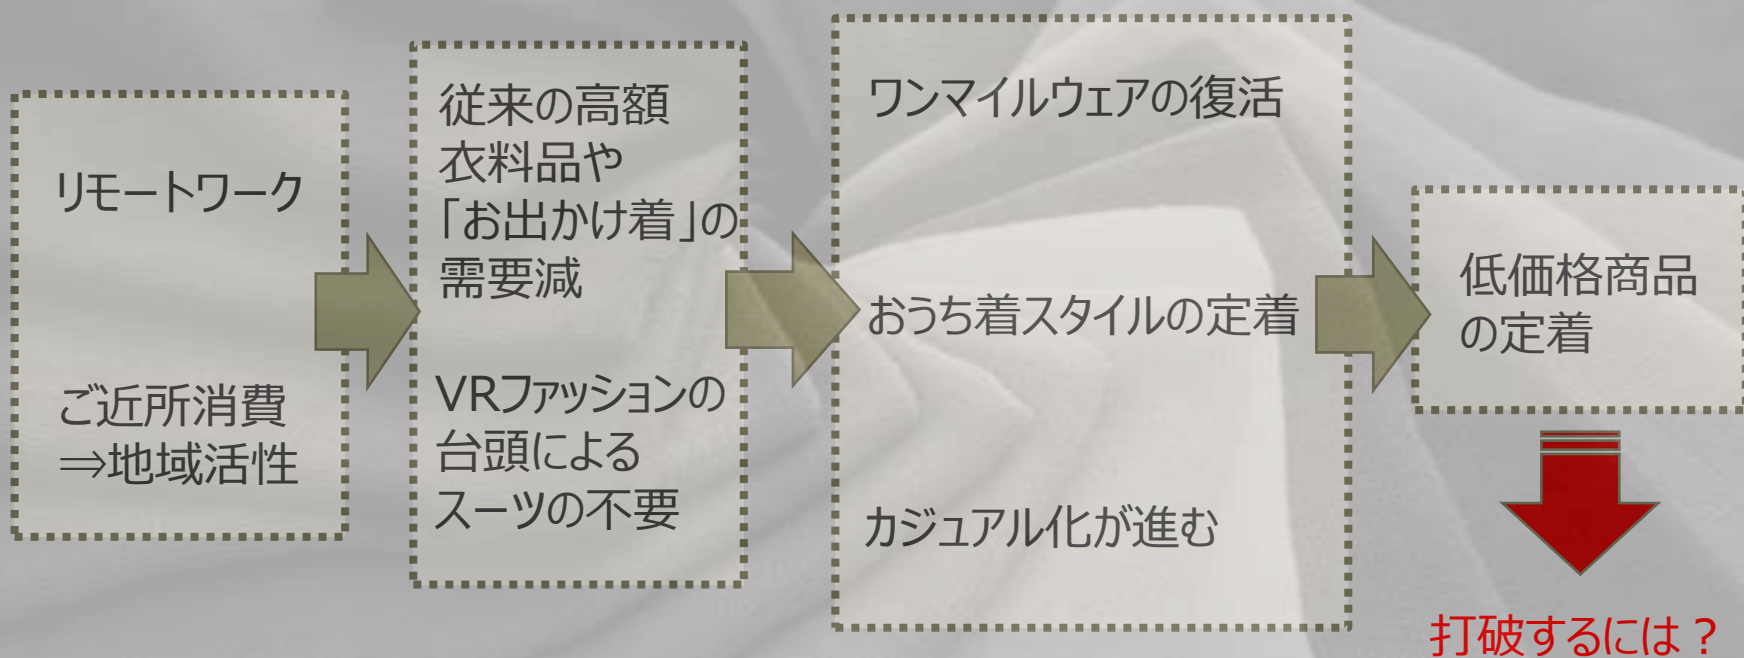 リモートワーク
ご近所消費
⇒地域活性
従来の高額
衣料品や
「お出かけ着」の
需要減
VRファッションの
台頭による
スーツの不要
ワンマイルウェアの復活
おうち着スタイルの定着
カジュアル化が進む
低価格商品
の定着
打破するには？